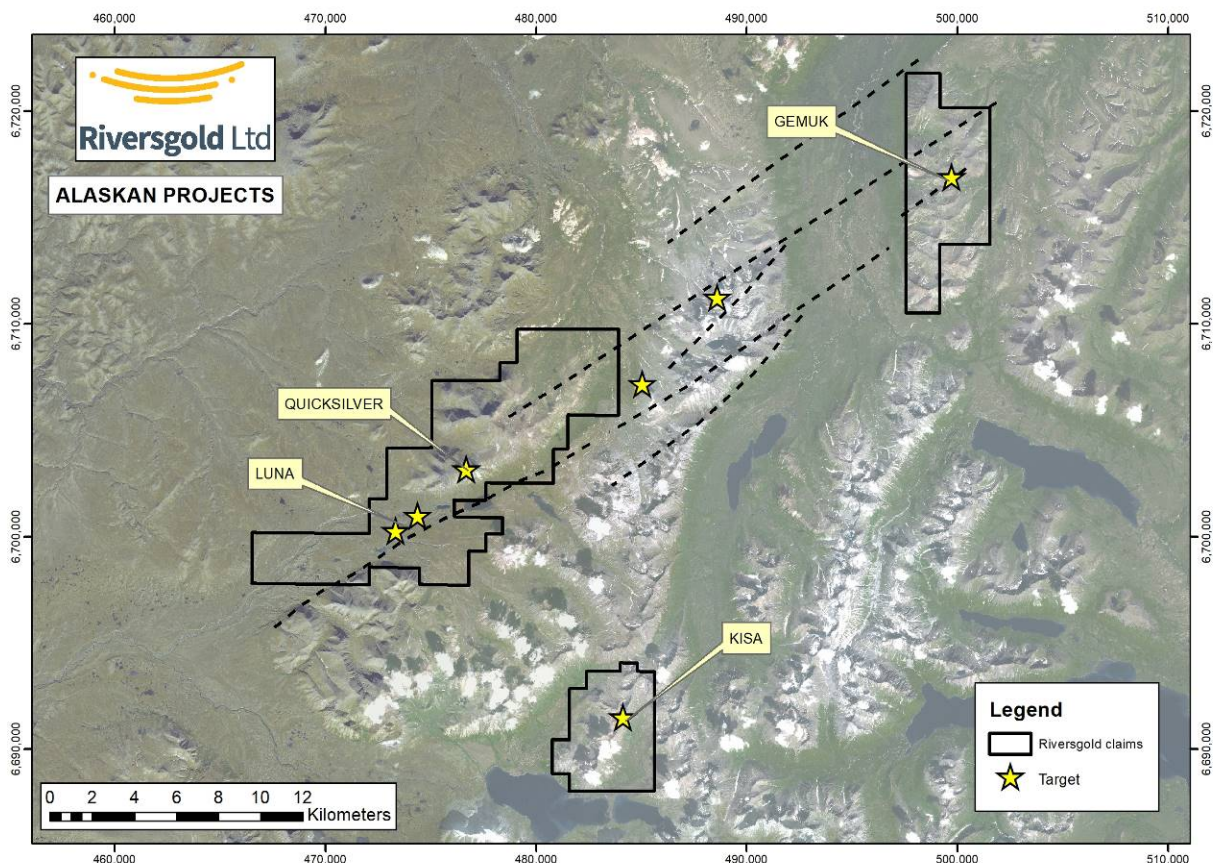 460,000 470,000 480,000 490,000 500,000 510,000
Riversgold Ltd
ALASKAN PROJECTS
GEMUK
QUICKSILVER
LUNA
KISA
6,720,000
6,710,000
6,700,000
6,690,000
6,720,000
6,710,000
6,700,000
6,690,000
Legend
Riversgold claims
Target
0 2 4 6 8 10 12
Kilometers
460,000 470,000 480,000 490,000 500,000 510,000